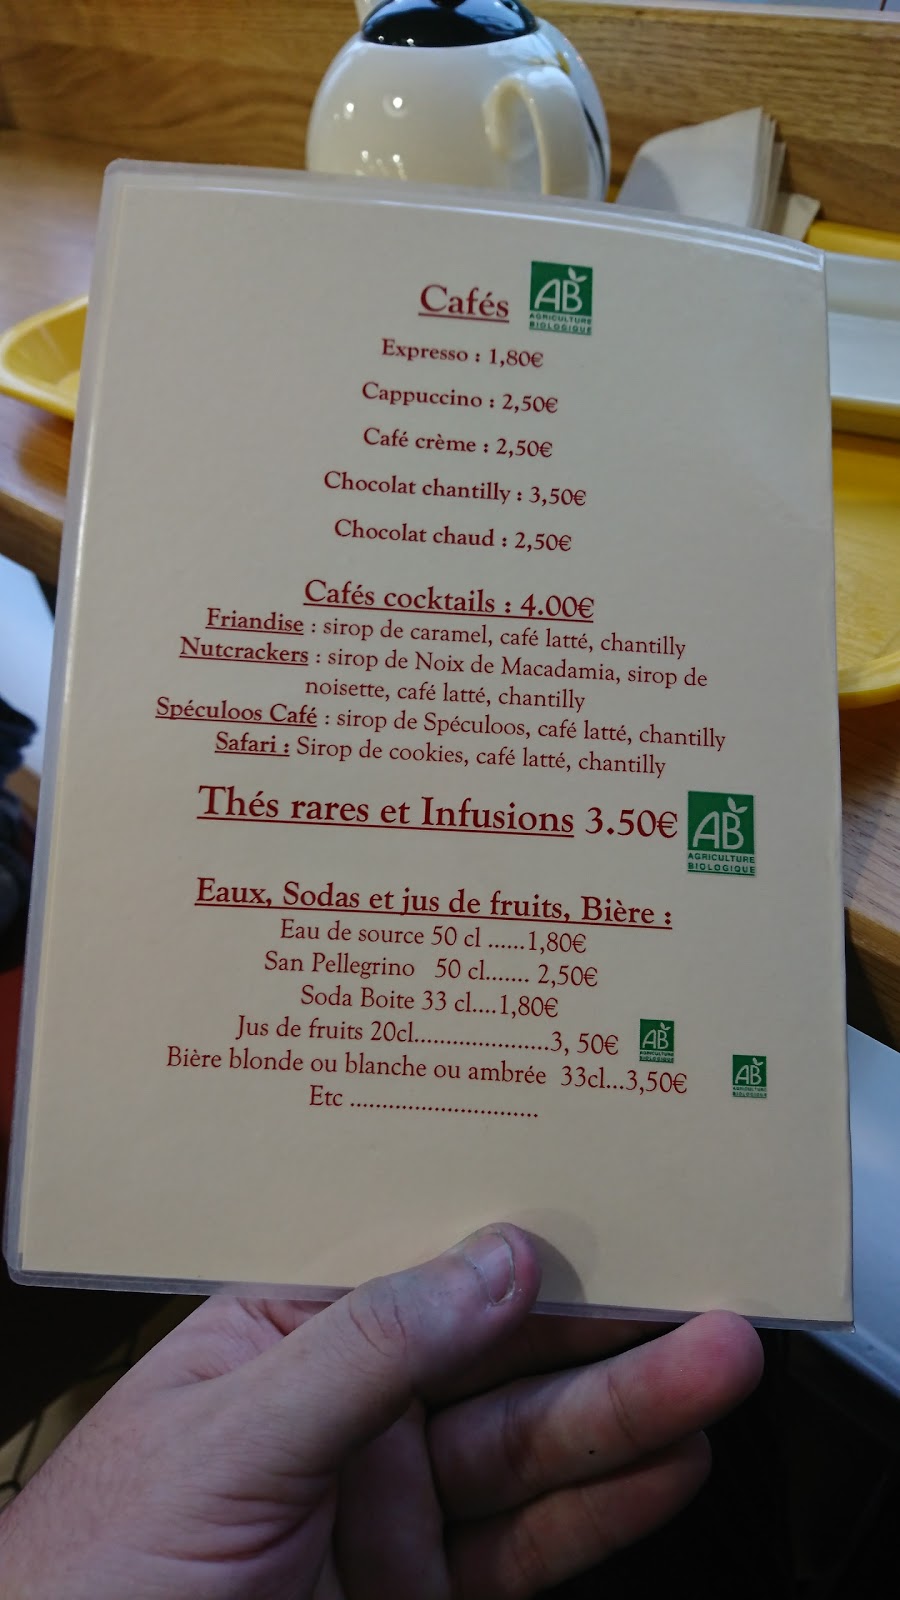 Cafés AB AGRICULTURE BIOLOGIQUE
Expresso : 1,80€
Cappuccino : 2,50€
Café crème : 2,50€
Chocolat chantilly : 3,50€
Chocolat chaud : 2,50€
Cafés cocktails : 4.00€
Friandise : sirop de caramel, café latté, chantilly
Nutcrackers : sirop de Noix de Macadamia, sirop de
noisette, café latté, chantilly
Spéculoos Café : sirop de Spéculoos, café latté, chantilly
Safari : Sirop de cookies, café latté, chantilly
Thés rares et Infusions 3.50€ AB AGRICULTURE BIOLOGIQUE
Eaux, Sodas et jus de fruits, Bière :
Eau de source 50 cl ......1,80€
San Pellegrino 50 cl....... 2,50€
Soda Boite 33 cl....1,80€
Jus de fruits 20cl.....................3, 50€ AB AGRICULTURE BIOLOGIQUE
Bière blonde ou blanche ou ambrée 33cl...3,50€ AB AGRICULTURE BIOLOGIQUE
Etc .............................